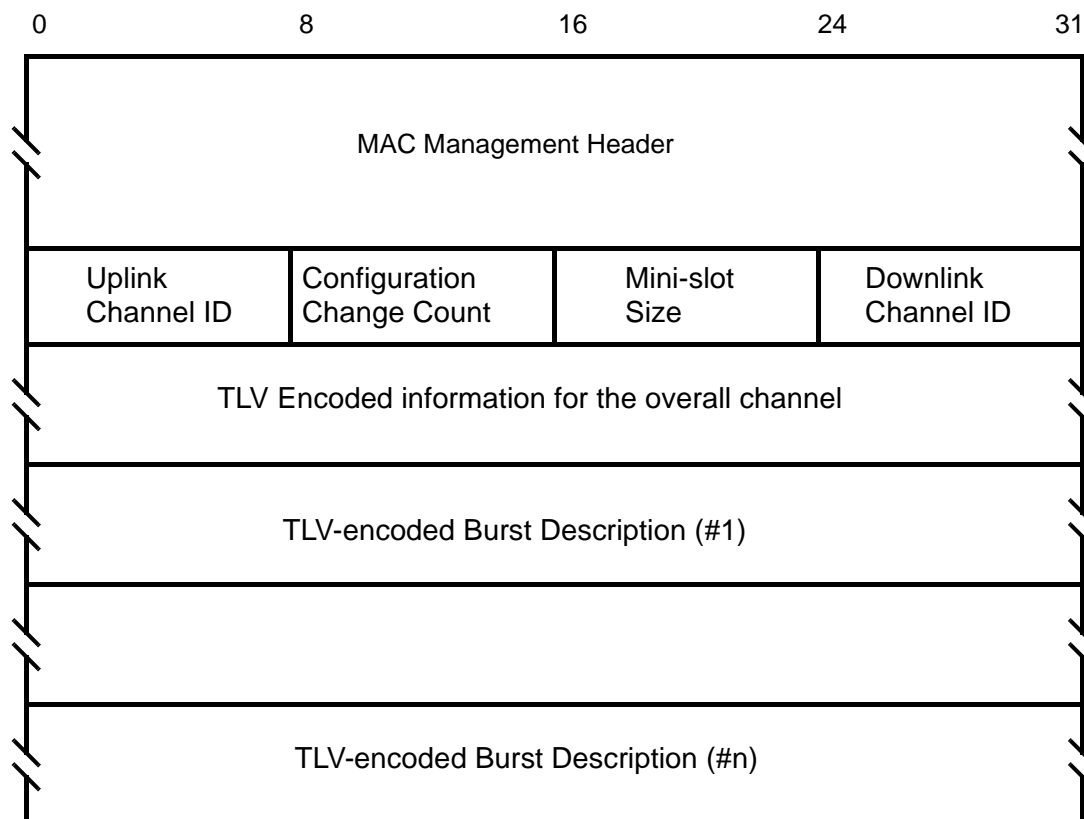 0 8 16 24 31
MAC Management Header
Uplink
Channel ID
Configuration
Change Count
Mini-slot
Size
Downlink
Channel ID
TLV Encoded information for the overall channel
TLV-encoded Burst Description (#1)
TLV-encoded Burst Description (#n)